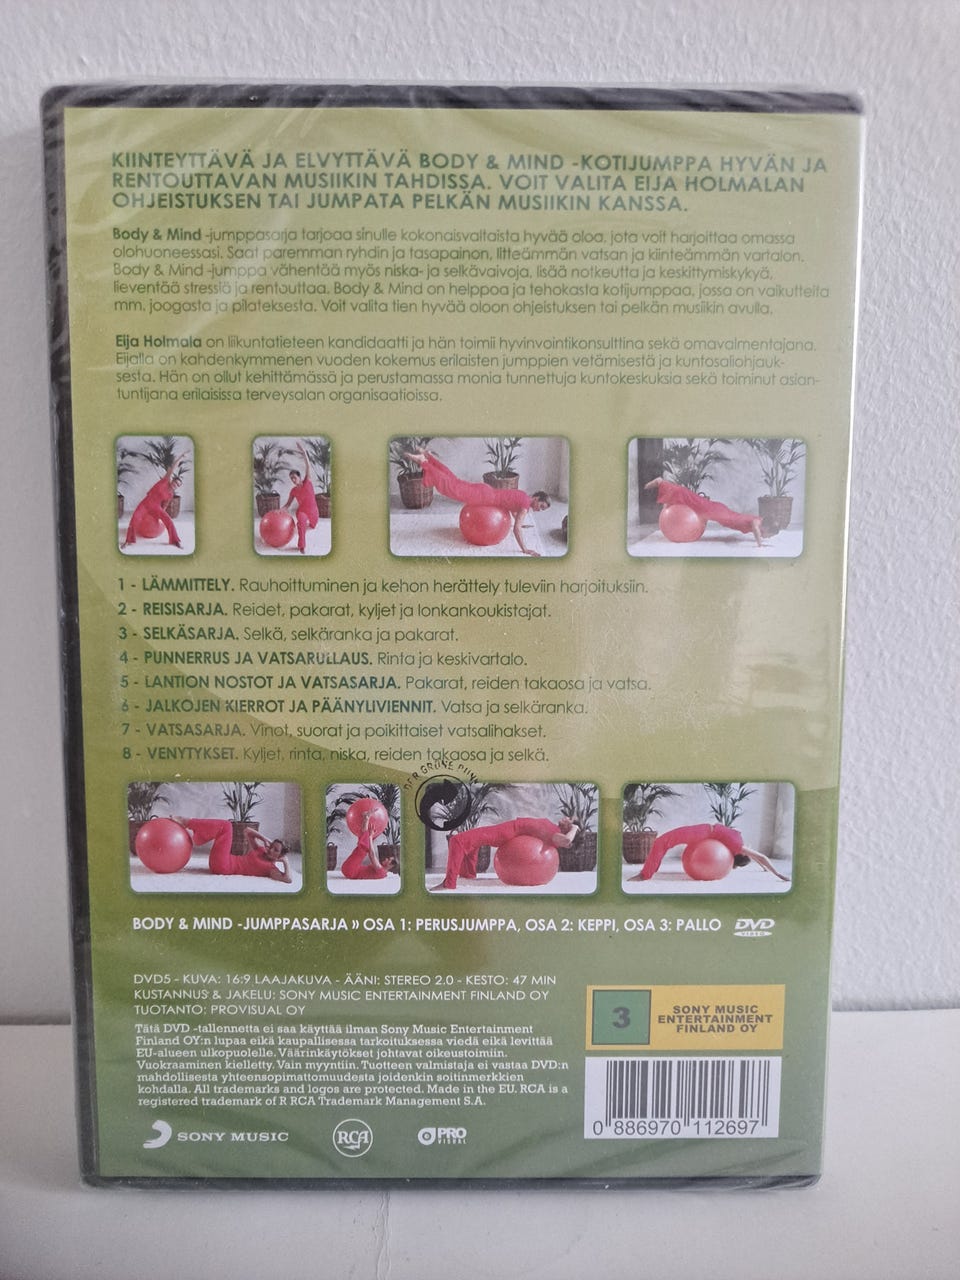 KIINTEYTTÄVÄ JA ELVYTTÄVÄ BODY & MIND -KOTIJUMPPA HYVÄN JA
RENTOUTTAVAN MUSIIKIN TAHDISSA. VOIT VALITA EIJA HOLMALAN
OHJEISTUKSEN TAI JUMPATA PELKÄN MUSIIKIN KANSSA.
Body & Mind -jumppasarja tarjoaa sinulle kokonaisvaltaista hyvää oloa, jota voit harjoittaa omassa
olohuoneessasi. Saat paremman ryhdin ja tasapainon, litteämmän vatsan ja kiinteämmän vartalon.
Body & Mind -jumppa vähentää myös niska- ja selkävaivoja, lisää notkeutta ja keskittymiskykyä,
lieventää stressiä ja rentouttaa. Body & Mind on helppoa ja tehokasta kotijumppaa, jossa on vaikutteita
mm. joogasta ja pilateksesta. Voit valita tien hyvää oloon ohjeistuksen tai pelkän musiikin avulla.
Eija Holmala on liikuntatieteen kandidaatti ja hän toimii hyvinvointikonsulttina sekä omavalmentajana.
Eijalla on kahdenkymmenen vuoden kokemus erilaisten jumppien vetämisestä ja kuntosaliohjauk-
sesta. Hän on ollut kehittämässä ja perustamassa monia tunnettuja kuntokeskuksia sekä toiminut asian-
tuntijana erilaisissa terveysalan organisaatioissa.
1 - LÄMMITTELY. Rauhoittuminen ja kehon herättely tuleviin harjoituksiin.
2 - REISISARJA. Reidet, pakarat, kyljet ja lonkankoukistajat.
3 - SELKÄSARJA. Selkä, selkäranka ja pakarat.
4 - PUNNERRUS JA VATSARULLAUS. Rinta ja keskivartalo.
5 - LANTION NOSTOT JA VATSASARJA. Pakarat, reiden takaosa ja vatsa.
6 - JALKOJEN KIERROT JA PÄÄNYLIVIENNIT. Vatsa ja selkäranka.
7 - VATSASARJA. Vinot, suorat ja poikittaiset vatsalihakset.
8 - VENYTYKSET. Kyljet, rinta, niska, reiden takaosa ja selkä.
DER GRÜNE PUNKT
BODY & MIND -JUMPPASARJA » OSA 1: PERUSJUMPPA, OSA 2: KEPPI, OSA 3: PALLO DVD VIDEO
DVD5 - KUVA: 16:9 LAAJAKUVA - ÄÄNI: STEREO 2.0 - KESTO: 47 MIN
KUSTANNUS & JAKELU: SONY MUSIC ENTERTAINMENT FINLAND OY
TUOTANTO: PROVISUAL OY
Tätä DVD -tallennetta ei saa käyttää ilman Sony Music Entertainment
Finland OY:n lupaa eikä kaupallisessa tarkoituksessa viedä eikä levittää
EU-alueen ulkopuolelle. Väärinkäytökset johtavat oikeustoimiin.
Vuokraaminen kielletty. Vain myyntiin. Tuotteen valmistaja ei vastaa DVD:n
mahdollisesta yhteensopimattomuudesta joidenkin soitinmerkkien
kohdalla. All trademarks and logos are protected. Made in the EU. RCA is a
registered trademark of R RCA Trademark Management S.A.
3 SONY MUSIC
ENTERTAINMENT
FINLAND OY
0 886970 112697
SONY MUSIC RCA PRO
VISUAL